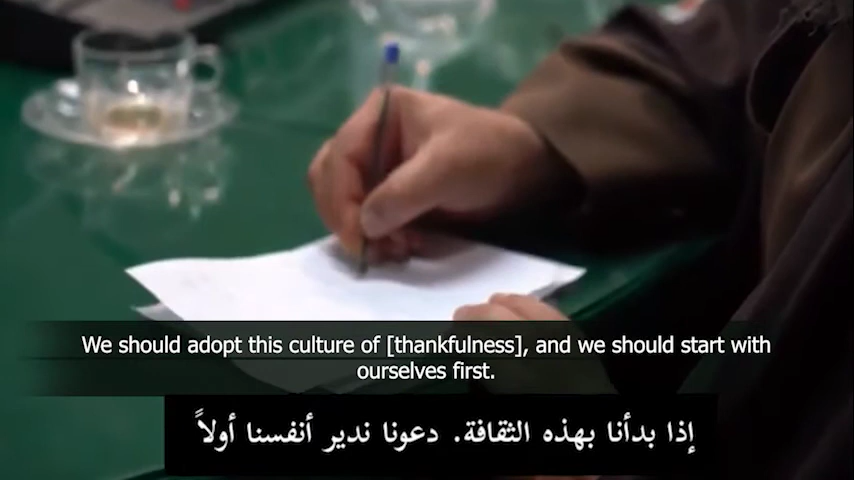 We should adopt this culture of [thankfulness], and we should start with
ourselves first.
إذا بدأنا بهذه الثقافة. دعونا ندير أنفسنا أولاً